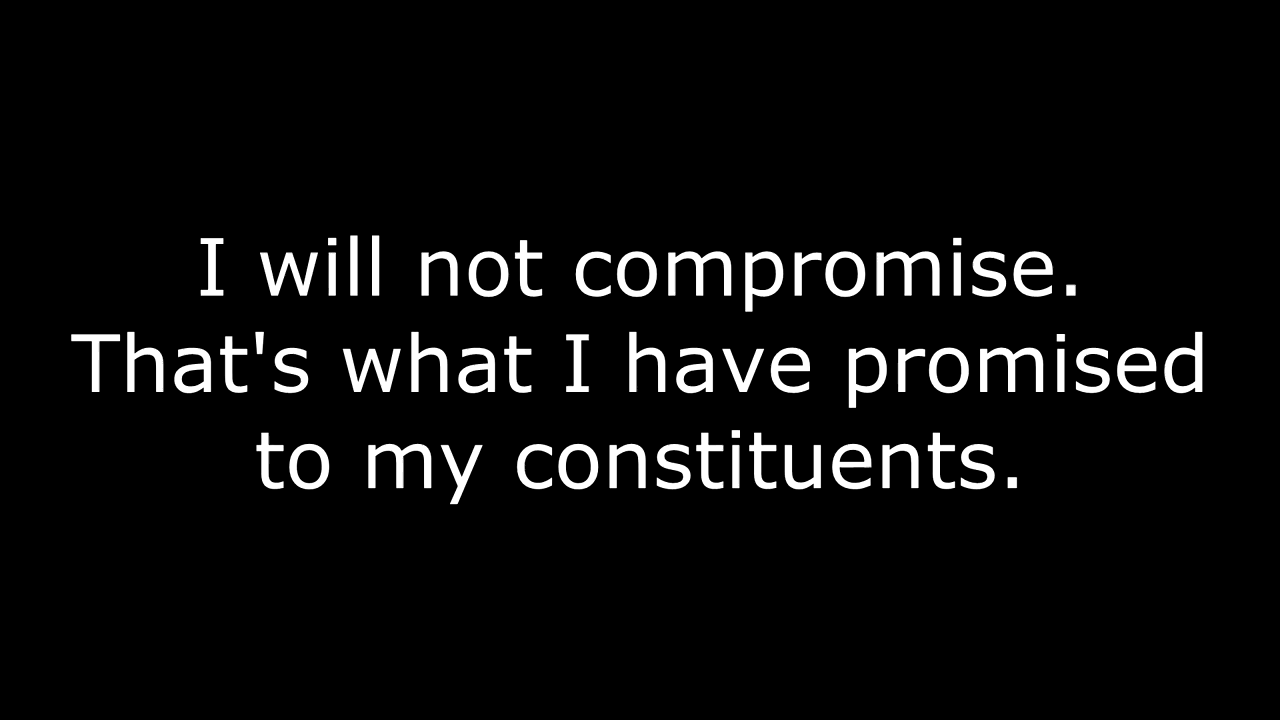 I will not compromise.
That's what I have promised
to my constituents.